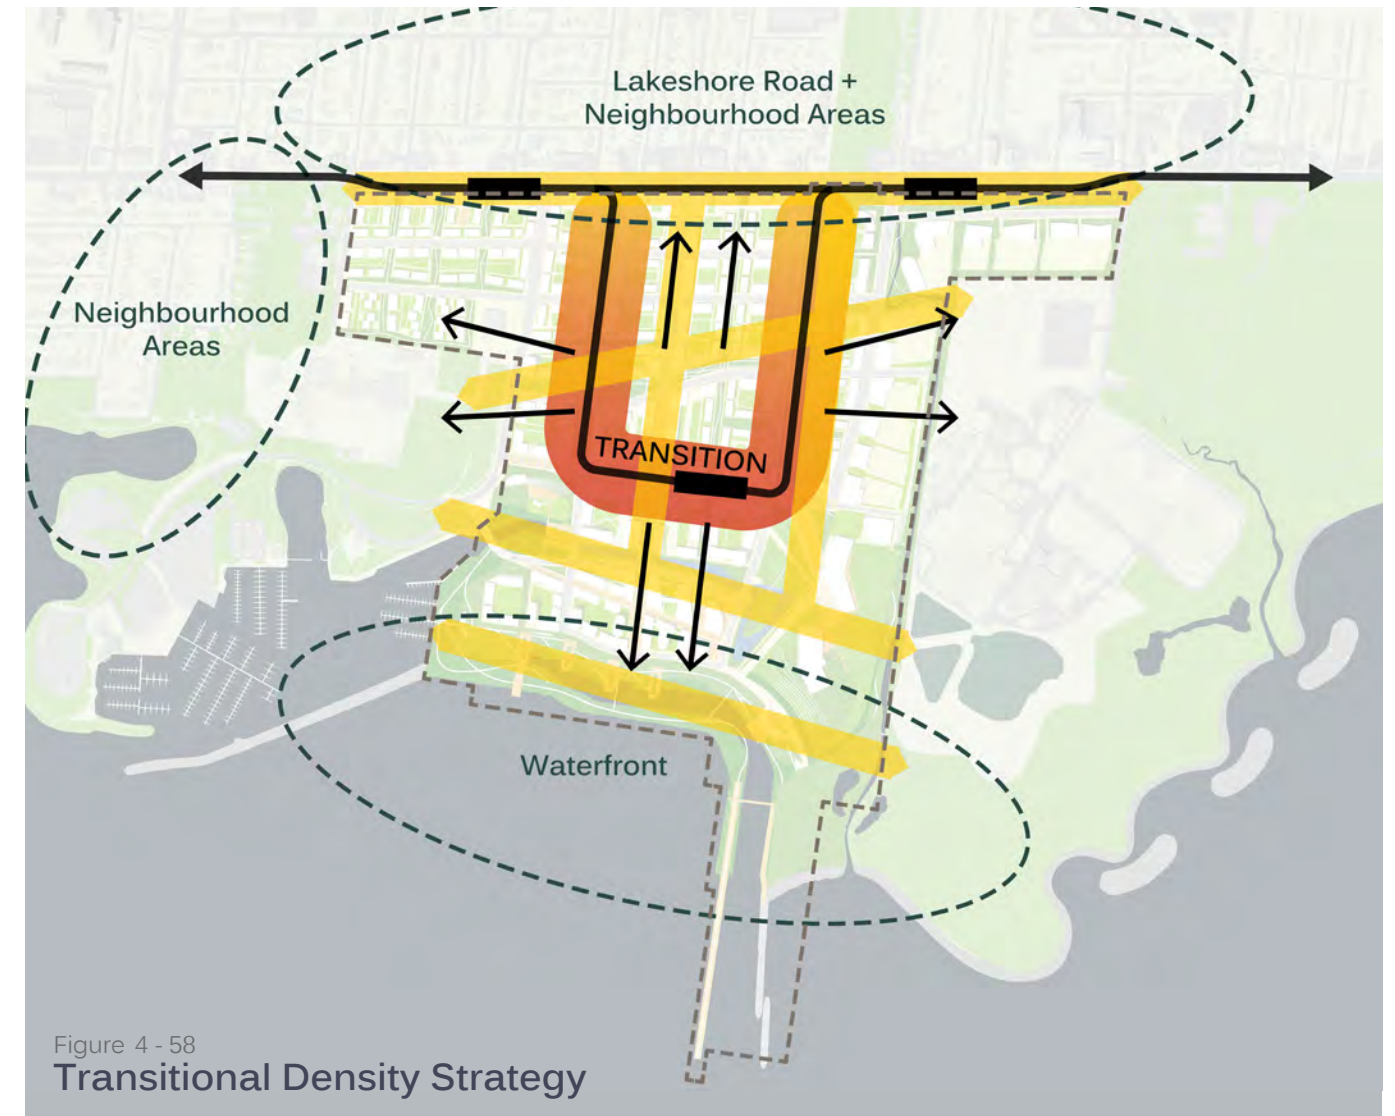 Lakeshore Road +
Neighbourhood Areas
Neighbourhood
Areas
TRANSITION
Waterfront
Figure 4 - 58
Transitional Density Strategy